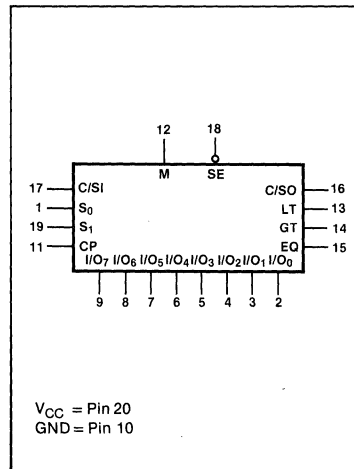 12 18
M SE
17 C/SI C/SO 16
1 S₀ LT 13
19 S₁ GT 14
11 CP EQ 15
I/O₇ I/O₆ I/O₅ I/O₄ I/O₃ I/O₂ I/O₁ I/O₀
9 8 7 6 5 4 3 2
V_CC = Pin 20
GND = Pin 10